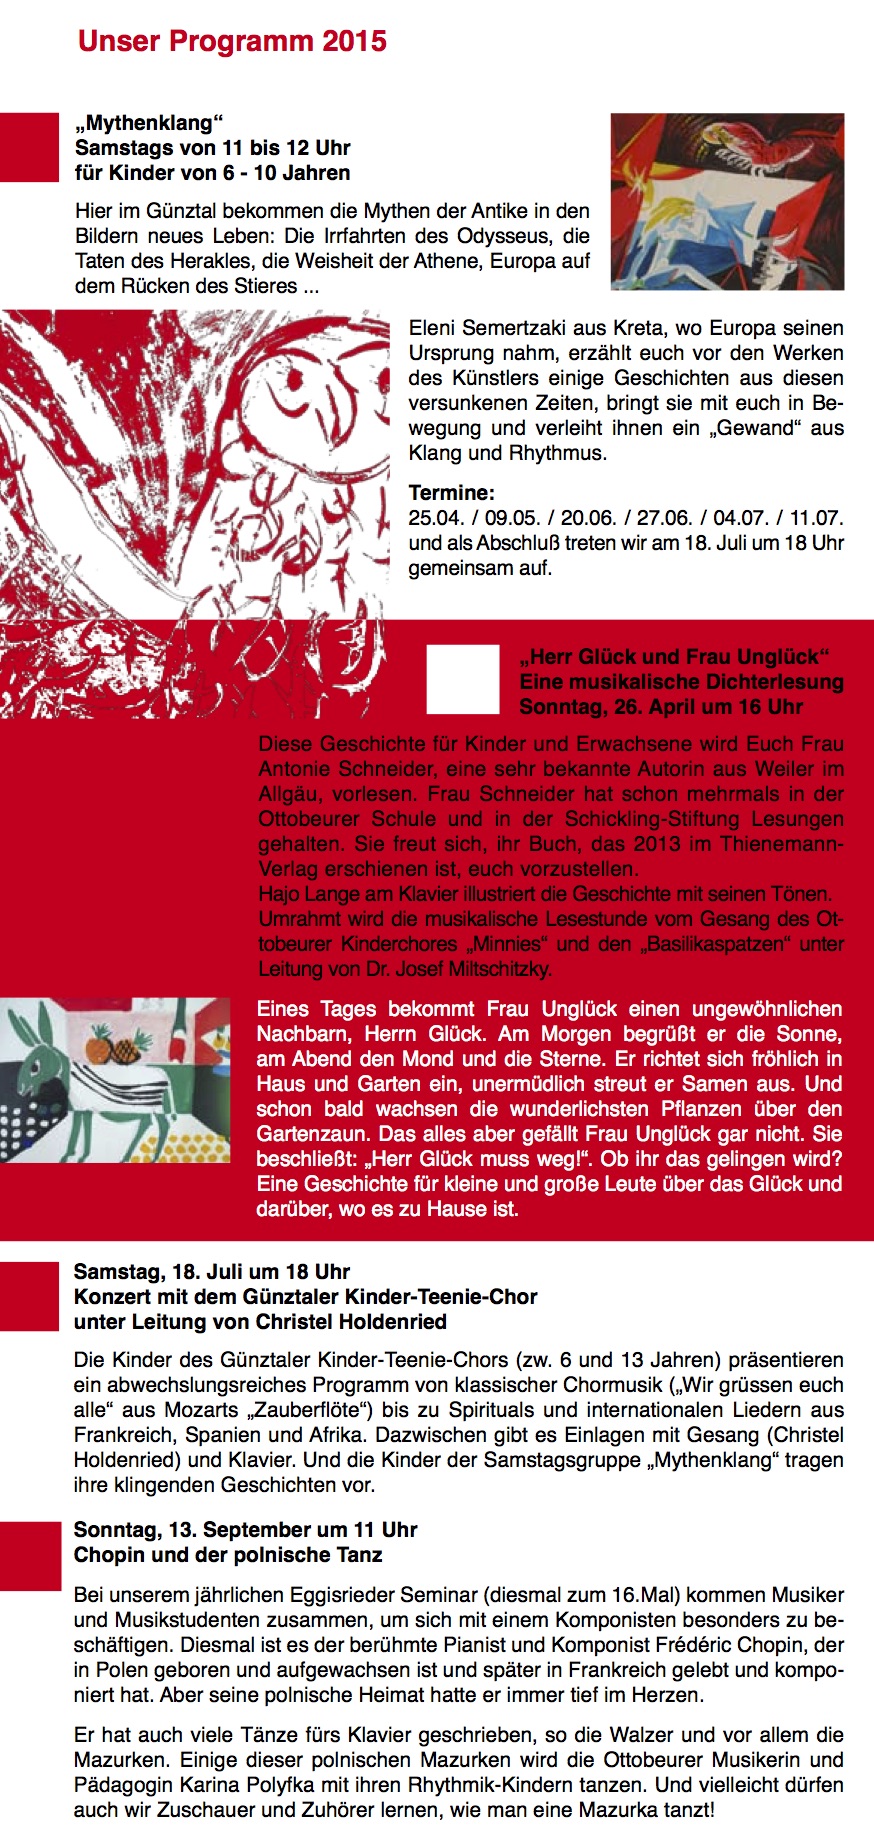 Unser Programm 2015
„Mythenklang“
Samstags von 11 bis 12 Uhr
für Kinder von 6 - 10 Jahren
Hier im Günztal bekommen die Mythen der Antike in den
Bildern neues Leben: Die Irrfahrten des Odysseus, die
Taten des Herakles, die Weisheit der Athene, Europa auf
dem Rücken des Stieres ...
Eleni Semertzaki aus Kreta, wo Europa seinen
Ursprung nahm, erzählt euch vor den Werken
des Künstlers einige Geschichten aus diesen
versunkenen Zeiten, bringt sie mit euch in Be-
wegung und verleiht ihnen ein „Gewand“ aus
Klang und Rhythmus.
Termine:
25.04. / 09.05. / 20.06. / 27.06. / 04.07. / 11.07.
und als Abschluß treten wir am 18. Juli um 18 Uhr
gemeinsam auf.
„Herr Glück und Frau Unglück“
Eine musikalische Dichterlesung
Sonntag, 26. April um 16 Uhr
Diese Geschichte für Kinder und Erwachsene wird Euch Frau
Antonie Schneider, eine sehr bekannte Autorin aus Weiler im
Allgäu, vorlesen. Frau Schneider hat schon mehrmals in der
Ottobeurer Schule und in der Schickling-Stiftung Lesungen
gehalten. Sie freut sich, ihr Buch, das 2013 im Thienemann-
Verlag erschienen ist, euch vorzustellen.
Hajo Lange am Klavier illustriert die Geschichte mit seinen Tönen.
Umrahmt wird die musikalische Lesestunde vom Gesang des Ot-
tobeurer Kinderchores „Minnies“ und den „Basilikaspatzen“ unter
Leitung von Dr. Josef Miltschitzky.
Eines Tages bekommt Frau Unglück einen ungewöhnlichen
Nachbarn, Herrn Glück. Am Morgen begrüßt er die Sonne,
am Abend den Mond und die Sterne. Er richtet sich fröhlich in
Haus und Garten ein, unermüdlich streut er Samen aus. Und
schon bald wachsen die wunderlichsten Pflanzen über den
Gartenzaun. Das alles aber gefällt Frau Unglück gar nicht. Sie
beschließt: „Herr Glück muss weg!“. Ob ihr das gelingen wird?
Eine Geschichte für kleine und große Leute über das Glück und
darüber, wo es zu Hause ist.
Samstag, 18. Juli um 18 Uhr
Konzert mit dem Günztaler Kinder-Teenie-Chor
unter Leitung von Christel Holdenried
Die Kinder des Günztaler Kinder-Teenie-Chors (zw. 6 und 13 Jahren) präsentieren
ein abwechslungsreiches Programm von klassischer Chormusik („Wir grüssen euch
alle“ aus Mozarts „Zauberflöte“) bis zu Spirituals und internationalen Liedern aus
Frankreich, Spanien und Afrika. Dazwischen gibt es Einlagen mit Gesang (Christel
Holdenried) und Klavier. Und die Kinder der Samstagsgruppe „Mythenklang“ tragen
ihre klingenden Geschichten vor.
Sonntag, 13. September um 11 Uhr
Chopin und der polnische Tanz
Bei unserem jährlichen Eggisrieder Seminar (diesmal zum 16.Mal) kommen Musiker
und Musikstudenten zusammen, um sich mit einem Komponisten besonders zu be-
schäftigen. Diesmal ist es der berühmte Pianist und Komponist Frédéric Chopin, der
in Polen geboren und aufgewachsen ist und später in Frankreich gelebt und kompo-
niert hat. Aber seine polnische Heimat hatte er immer tief im Herzen.
Er hat auch viele Tänze fürs Klavier geschrieben, so die Walzer und vor allem die
Mazurken. Einige dieser polnischen Mazurken wird die Ottobeurer Musikerin und
Pädagogin Karina Polyfka mit ihren Rhythmik-Kindern tanzen. Und vielleicht dürfen
auch wir Zuschauer und Zuhörer lernen, wie man eine Mazurka tanzt!